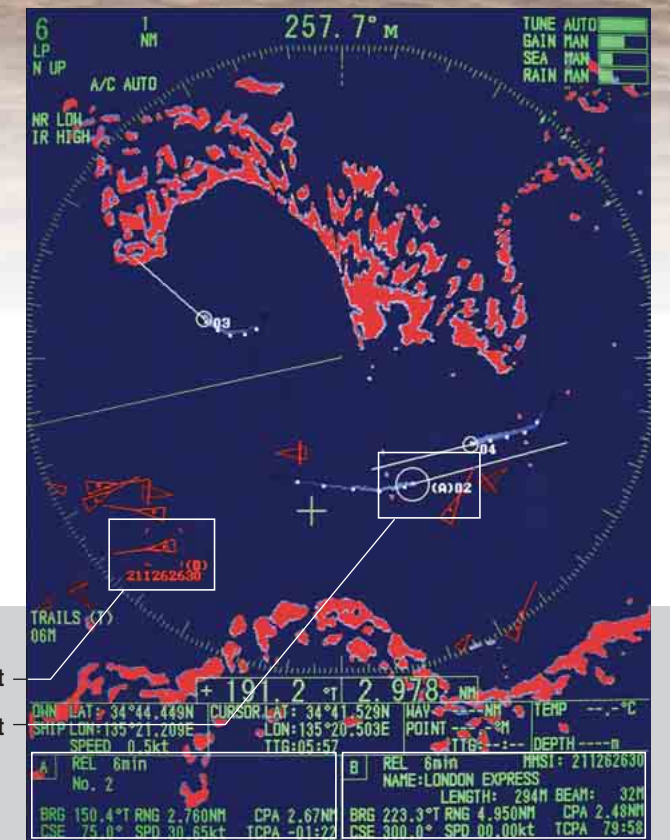 6
LP
N UP
1
NM
257.7° M
TUNE AUTO
GAIN MAN
SEA MAN
RAIN MAN
A/C AUTO
NR LOW
IR HIGH
03
04
(A)02
(B)
211262630
TRAILS (T)
06M
t
t
+ 191.2 °T 2.978 NM
OWN SHIP
LAT: 34°44.449N
LON:135°21.209E
SPEED 0.5kt
CURSOR LAT: 34°41.529N
LON:135°20.503E
TTG:05:57
WAY POINT
----NM
---- °M
TTG--:--
TEMP --.-°C
DEPTH----m
A REL 6min
No. 2
BRG 150.4°T RNG 2.760NM CPA 2.67NM
CSE 75.0° SPD 30.65kt TCPA -01:22
B REL 6min MMSI: 211262630
NAME:LONDON EXPRESS
LENGTH: 294M BEAM: 32M
BRG 223.3°T RNG 4.950NM CPA 2.48NM
CSE 300.0° SPD 00.00kt TCPA 79:58